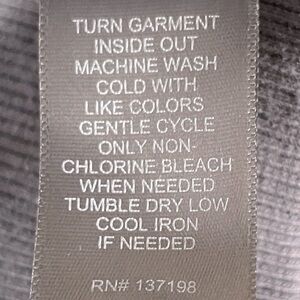 TURN GARMENT
INSIDE OUT
MACHINE WASH
COLD WITH
LIKE COLORS
GENTLE CYCLE
ONLY NON-
CHLORINE BLEACH
WHEN NEEDED
TUMBLE DRY LOW
COOL IRON
IF NEEDED
RN# 137198